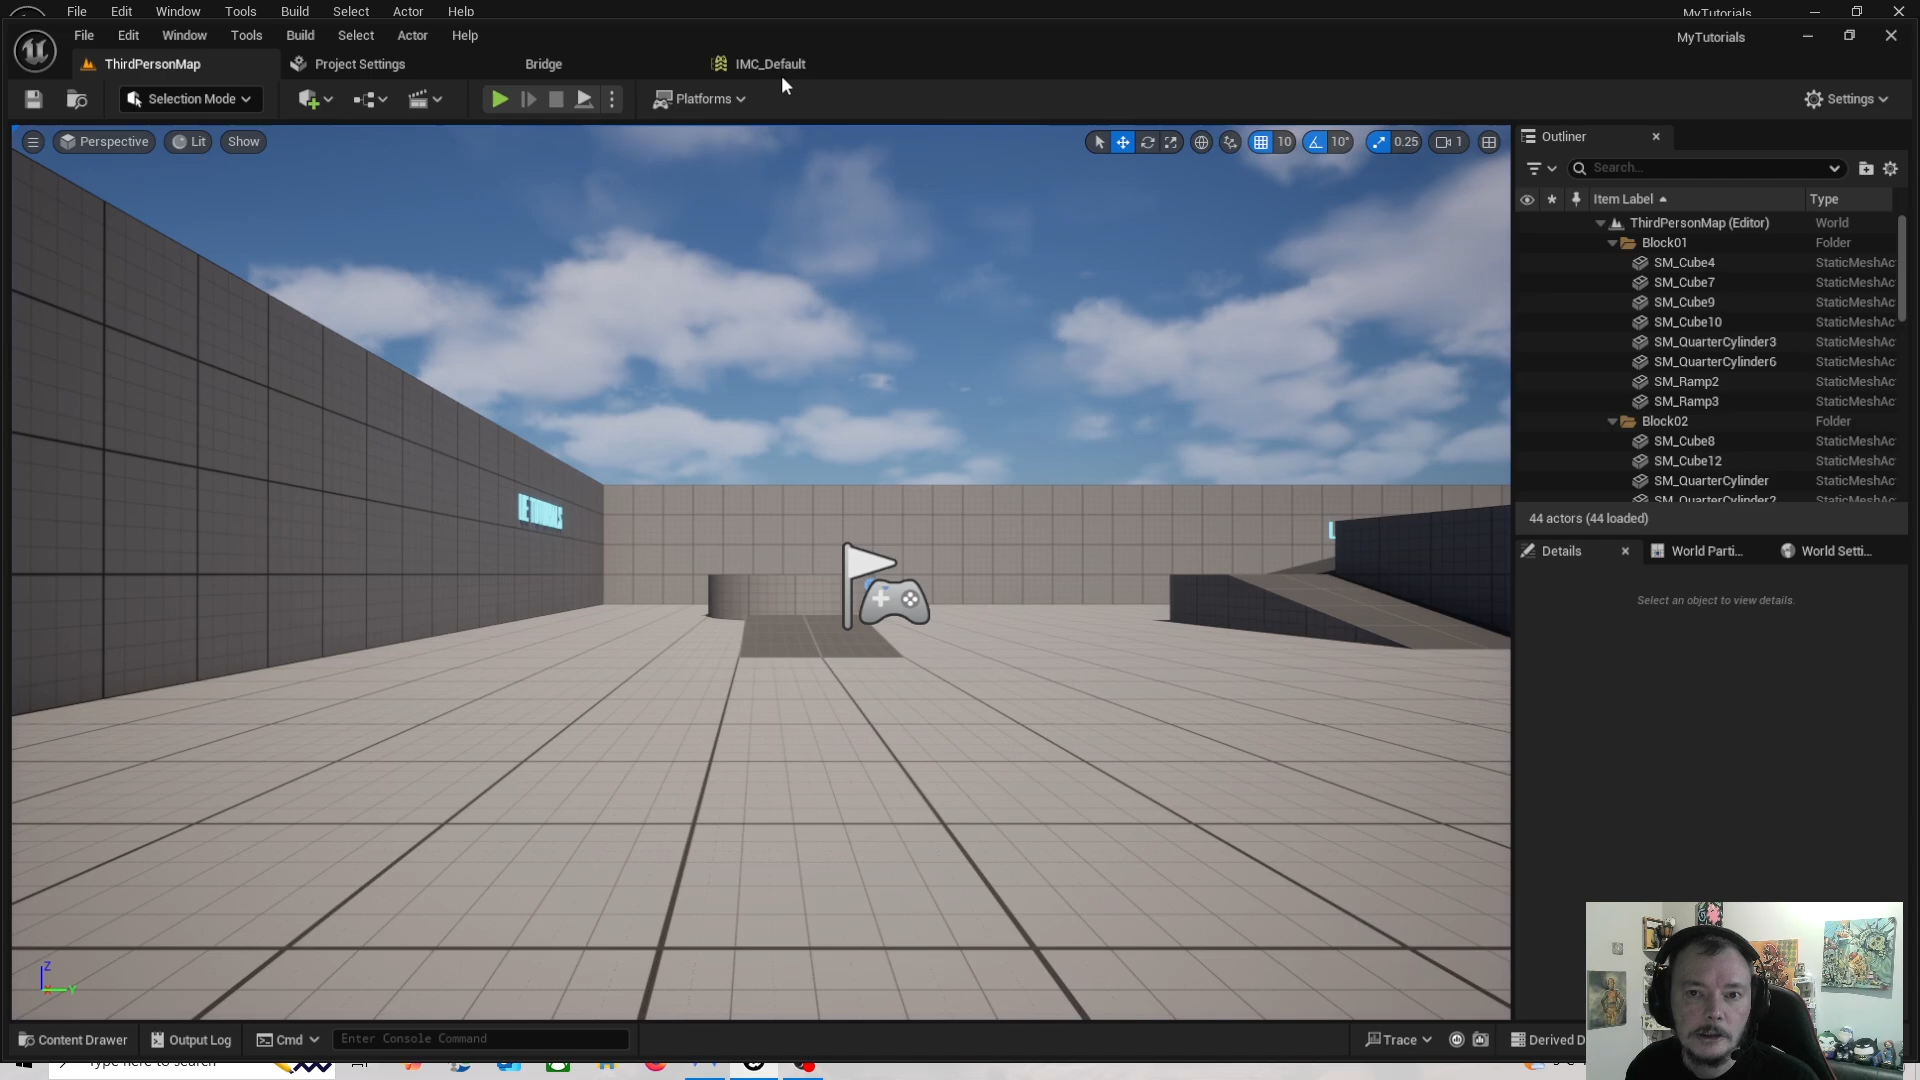 File Edit Window Tools Build Select Actor Help
MyTutorials
File Edit Window Tools Build Select Actor Help
MyTutorials
ThirdPersonMap Project Settings Bridge IMC_Default
Selection Mode Platforms Settings
Perspective Lit Show 10 10° 0.25 1
Outliner
Search...
Item Label Type
ThirdPersonMap (Editor) World
Block01 Folder
SM_Cube4 StaticMeshAc
SM_Cube7 StaticMeshAc
SM_Cube9 StaticMeshAc
SM_Cube10 StaticMeshAc
SM_QuarterCylinder3 StaticMeshAc
SM_QuarterCylinder6 StaticMeshAc
SM_Ramp2 StaticMeshAc
SM_Ramp3 StaticMeshAc
Block02 Folder
SM_Cube8 StaticMeshAc
SM_Cube12 StaticMeshAc
SM_QuarterCylinder StaticMeshAc
SM_QuarterCylinder2
44 actors (44 loaded)
Details World Parti... World Setti...
Select an object to view details.
Z
Y
Content Drawer Output Log Cmd Enter Console Command Trace Derived D
Type here to search